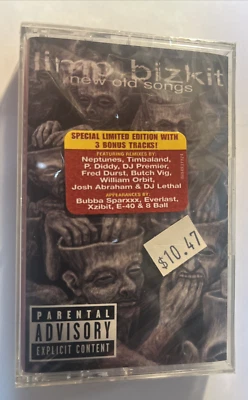 limp bizkit
new old songs
SPECIAL LIMITED EDITION WITH
3 BONUS TRACKS!
FEATURING REMIXES BY:
Neptunes, Timbaland,
P. Diddy, DJ Premier,
Fred Durst, Butch Vig,
William Orbit,
Josh Abraham & DJ Lethal
APPEARANCES BY:
Bubba Sparxxx, Everlast,
Xzibit, E-40 & 8 Ball
$10.47
PARENTAL
ADVISORY
EXPLICIT CONTENT